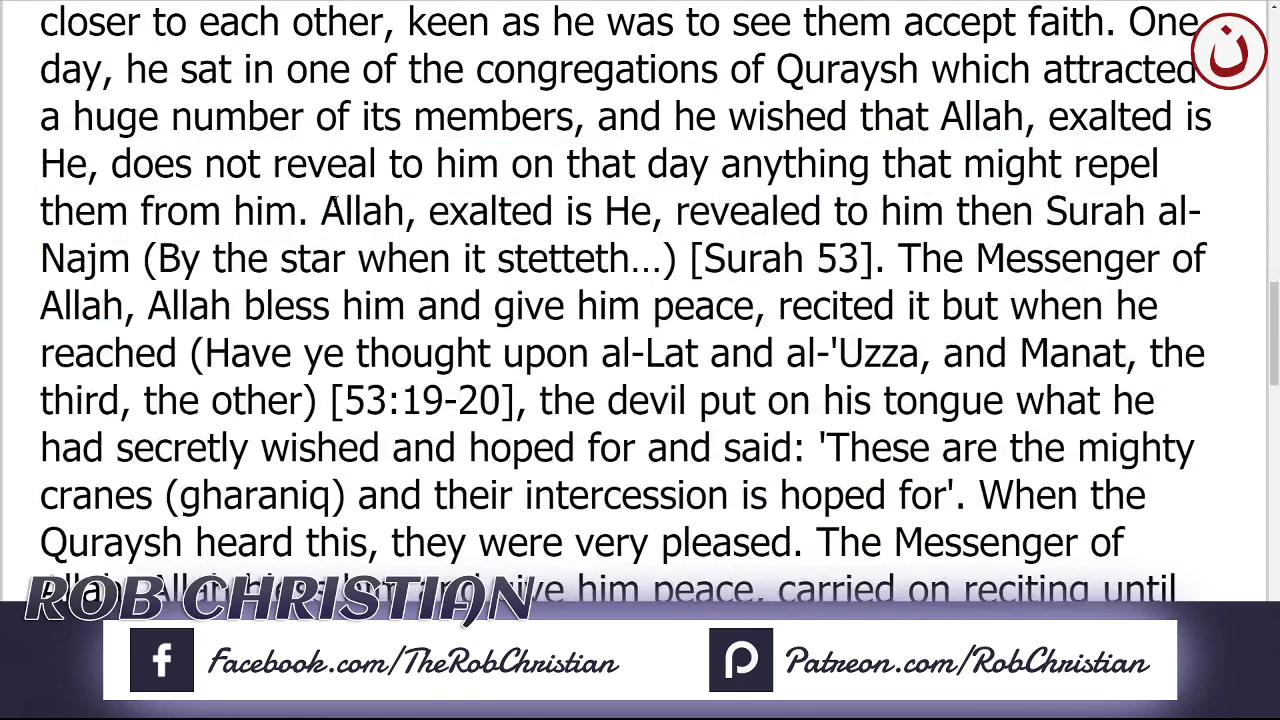 closer to each other, keen as he was to see them accept faith. One
day, he sat in one of the congregations of Quraysh which attracted
a huge number of its members, and he wished that Allah, exalted is
He, does not reveal to him on that day anything that might repel
them from him. Allah, exalted is He, revealed to him then Surah al-
Najm (By the star when it stetteth...) [Surah 53]. The Messenger of
Allah, Allah bless him and give him peace, recited it but when he
reached (Have ye thought upon al-Lat and al-'Uzza, and Manat, the
third, the other) [53:19-20], the devil put on his tongue what he
had secretly wished and hoped for and said: 'These are the mighty
cranes (gharaniq) and their intercession is hoped for'. When the
Quraysh heard this, they were very pleased. The Messenger of
give him peace, carried on reciting until
ROB CHRISTIAN
Facebook.com/TheRobChristian
Patreon.com/RobChristian
ن